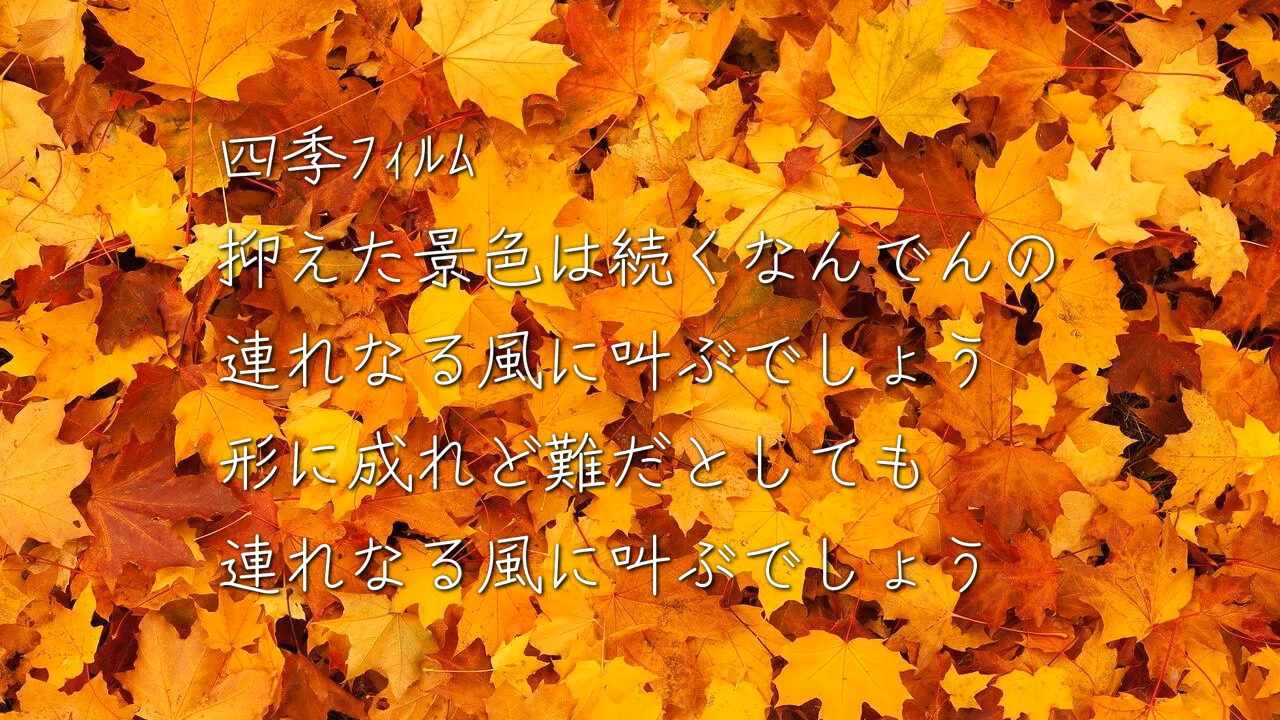 四季ﾌｨﾙﾑ
抑えた景色は続くなんでんの
連れなる風に叫ぶでしょう
形に成れど難だとしても
連れなる風に叫ぶでしょう